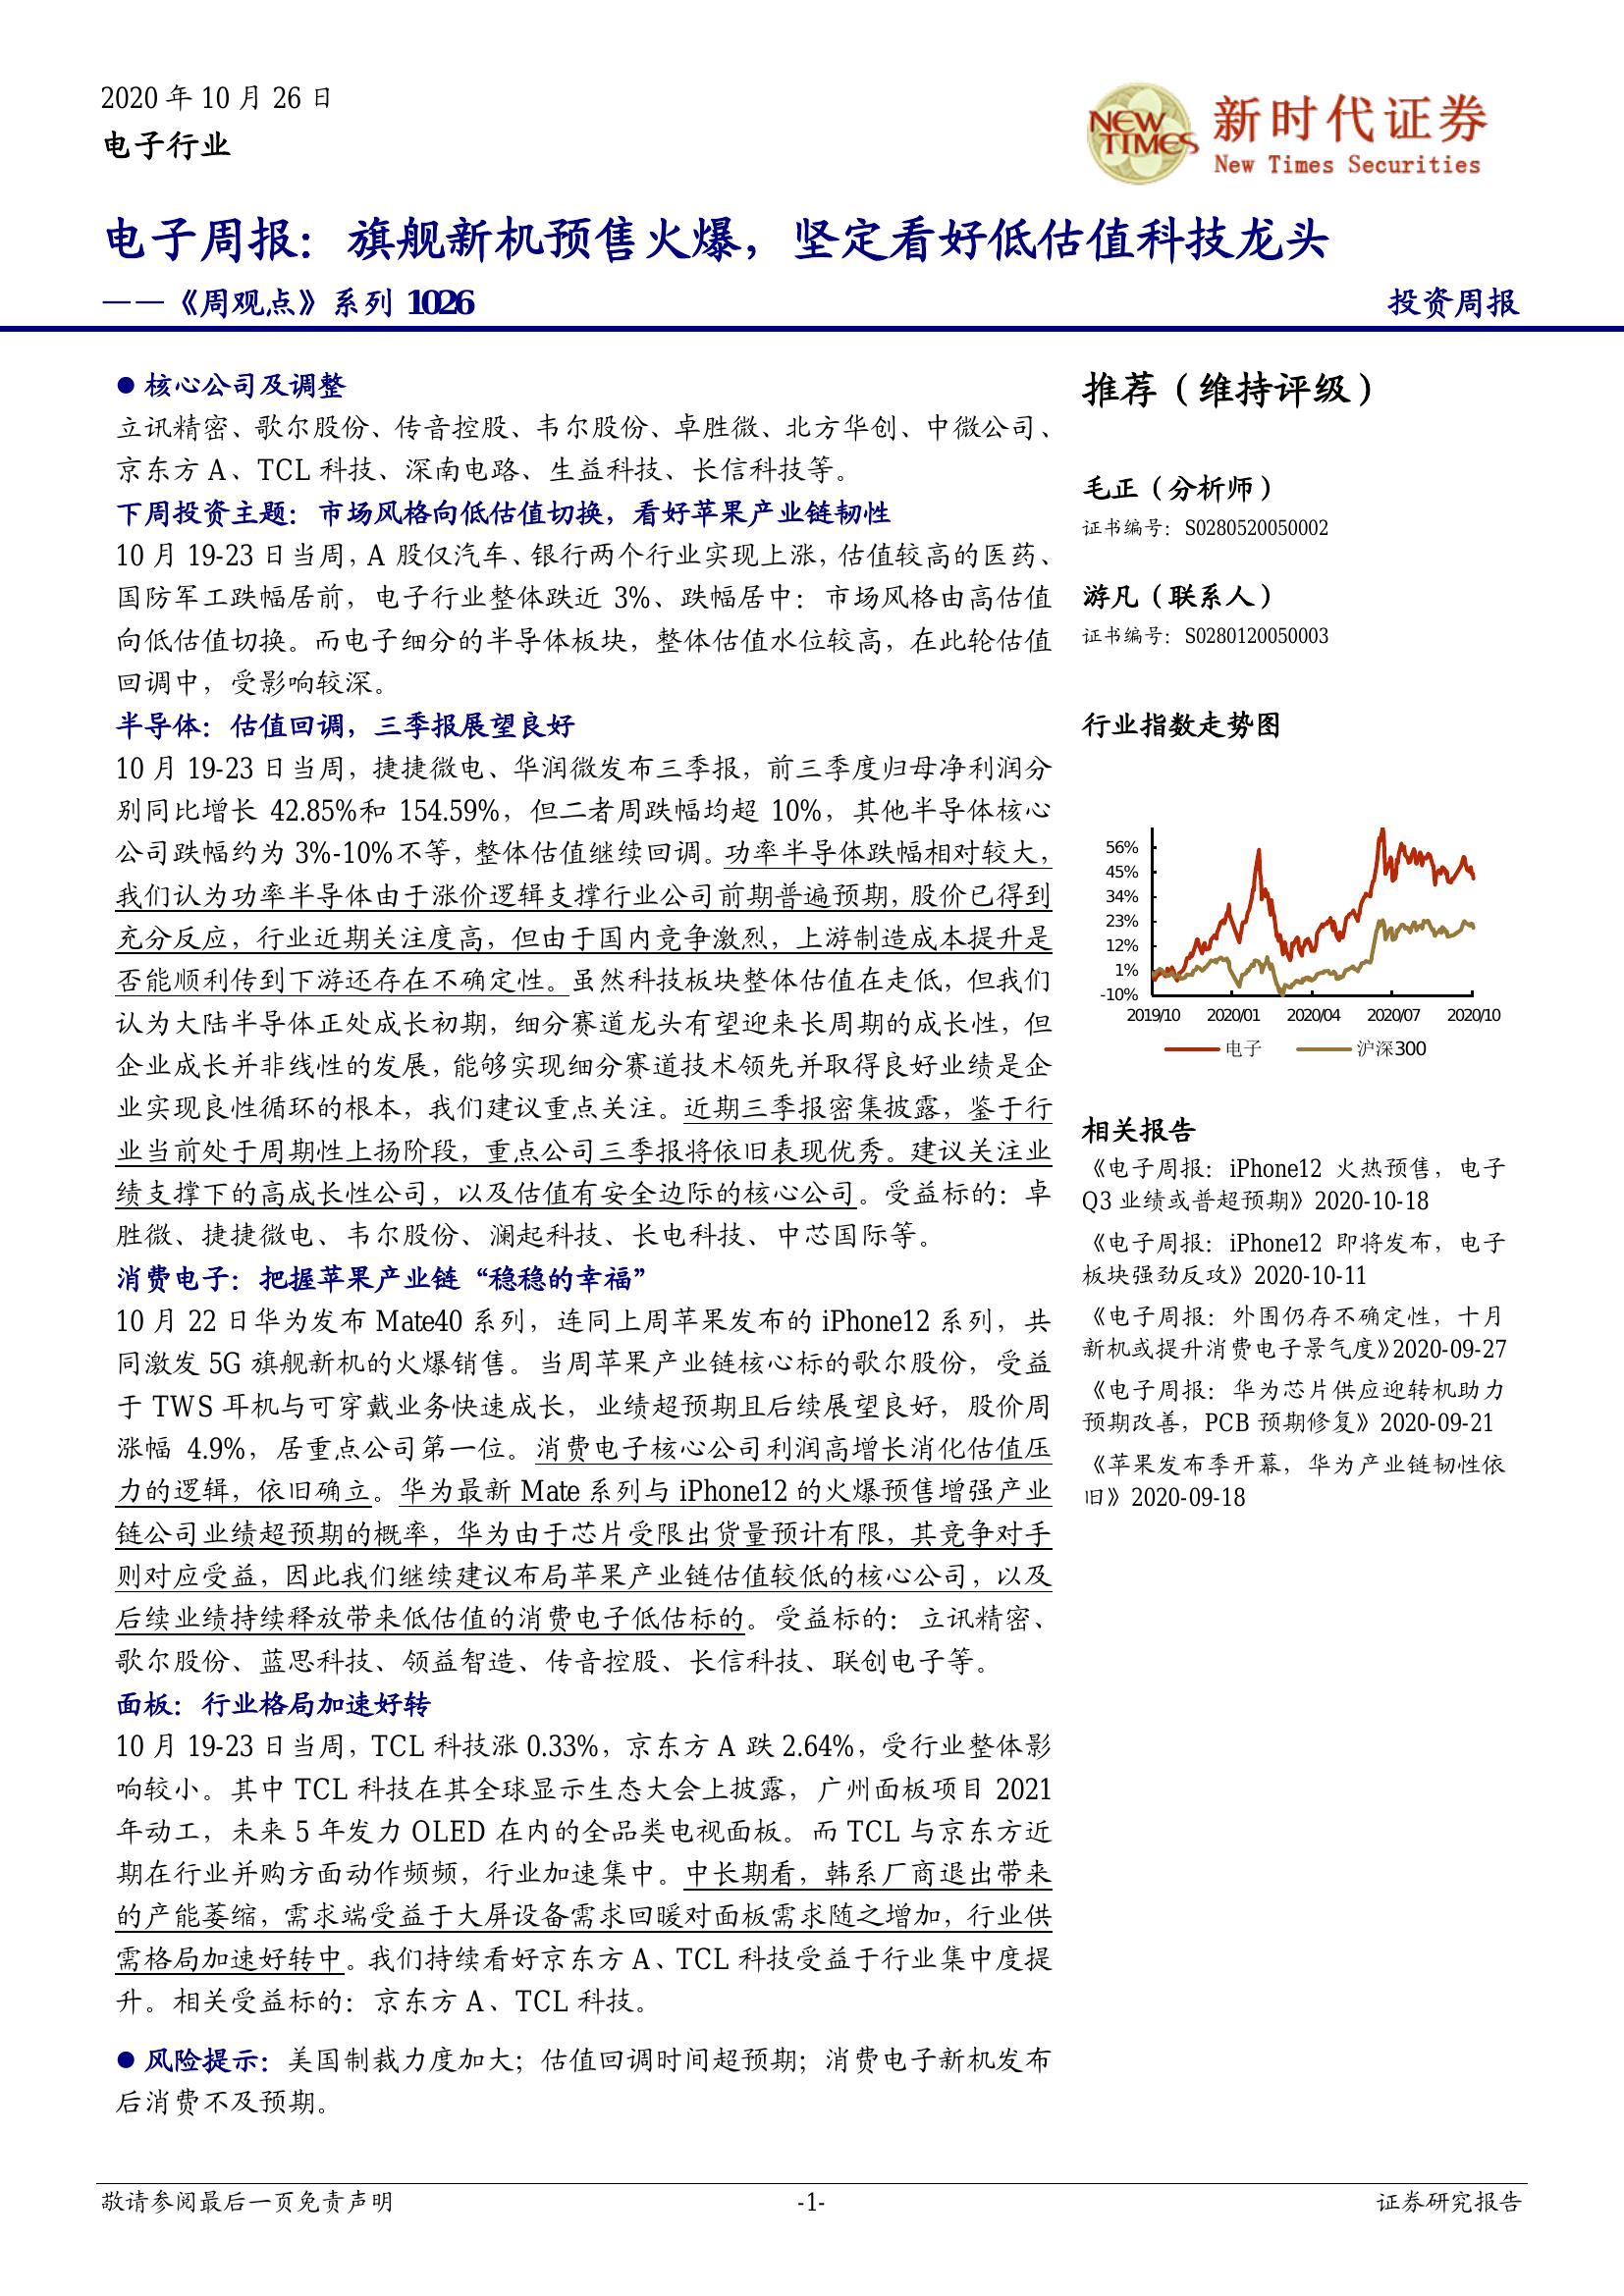 2020 年 10 月 26 日
电子行业
NEW TIMES
新时代证券
New Times Securities
电子周报：旗舰新机预售火爆，坚定看好低估值科技龙头
——《周观点》系列 1026
投资周报
● 核心公司及调整
立讯精密、歌尔股份、传音控股、韦尔股份、卓胜微、北方华创、中微公司、
京东方 A、TCL 科技、深南电路、生益科技、长信科技等。
下周投资主题：市场风格向低估值切换，看好苹果产业链韧性
10 月 19-23 日当周，A 股仅汽车、银行两个行业实现上涨，估值较高的医药、
国防军工跌幅居前，电子行业整体跌近 3%、跌幅居中：市场风格由高估值
向低估值切换。而电子细分的半导体板块，整体估值水位较高，在此轮估值
回调中，受影响较深。
半导体：估值回调，三季报展望良好
10 月 19-23 日当周，捷捷微电、华润微发布三季报，前三季度归母净利润分
别同比增长 42.85%和 154.59%，但二者周跌幅均超 10%，其他半导体核心
公司跌幅约为 3%-10%不等，整体估值继续回调。功率半导体跌幅相对较大，
我们认为功率半导体由于涨价逻辑支撑行业公司前期普遍预期，股价已得到
充分反应，行业近期关注度高，但由于国内竞争激烈，上游制造成本提升是
否能顺利传到下游还存在不确定性。虽然科技板块整体估值在走低，但我们
认为大陆半导体正处成长初期，细分赛道龙头有望迎来长周期的成长性，但
企业成长并非线性的发展，能够实现细分赛道技术领先并取得良好业绩是企
业实现良性循环的根本，我们建议重点关注。近期三季报密集披露，鉴于行
业当前处于周期性上扬阶段，重点公司三季报将依旧表现优秀。建议关注业
绩支撑下的高成长性公司，以及估值有安全边际的核心公司。受益标的：卓
胜微、捷捷微电、韦尔股份、澜起科技、长电科技、中芯国际等。
消费电子：把握苹果产业链“稳稳的幸福”
10 月 22 日华为发布 Mate40 系列，连同上周苹果发布的 iPhone12 系列，共
同激发 5G 旗舰新机的火爆销售。当周苹果产业链核心标的歌尔股份，受益
于 TWS 耳机与可穿戴业务快速成长，业绩超预期且后续展望良好，股价周
涨幅 4.9%，居重点公司第一位。消费电子核心公司利润高增长消化估值压
力的逻辑，依旧确立。华为最新 Mate 系列与 iPhone12 的火爆预售增强产业
链公司业绩超预期的概率，华为由于芯片受限出货量预计有限，其竞争对手
则对应受益，因此我们继续建议布局苹果产业链估值较低的核心公司，以及
后续业绩持续释放带来低估值的消费电子低估标的。受益标的：立讯精密、
歌尔股份、蓝思科技、领益智造、传音控股、长信科技、联创电子等。
面板：行业格局加速好转
10 月 19-23 日当周，TCL 科技涨 0.33%，京东方 A 跌 2.64%，受行业整体影
响较小。其中 TCL 科技在其全球显示生态大会上披露，广州面板项目 2021
年动工，未来 5 年发力 OLED 在内的全品类电视面板。而 TCL 与京东方近
期在行业并购方面动作频频，行业加速集中。中长期看，韩系厂商退出带来
的产能萎缩，需求端受益于大屏设备需求回暖对面板需求随之增加，行业供
需格局加速好转中。我们持续看好京东方 A、TCL 科技受益于行业集中度提
升。相关受益标的：京东方 A、TCL 科技。
● 风险提示：美国制裁力度加大；估值回调时间超预期；消费电子新机发布
后消费不及预期。
推荐（维持评级）
毛正（分析师）
证书编号：S0280520050002
游凡（联系人）
证书编号：S0280120050003
行业指数走势图
56%
45%
34%
23%
12%
1%
-10%
2019/10 2020/01 2020/04 2020/07 2020/10
电子 沪深300
相关报告
《电子周报：iPhone12 火热预售，电子
Q3 业绩或普超预期》2020-10-18
《电子周报：iPhone12 即将发布，电子
板块强劲反攻》2020-10-11
《电子周报：外围仍存不确定性，十月
新机或提升消费电子景气度》2020-09-27
《电子周报：华为芯片供应迎转机助力
预期改善，PCB 预期修复》2020-09-21
《苹果发布季开幕，华为产业链韧性依
旧》2020-09-18
敬请参阅最后一页免责声明
-1-
证券研究报告